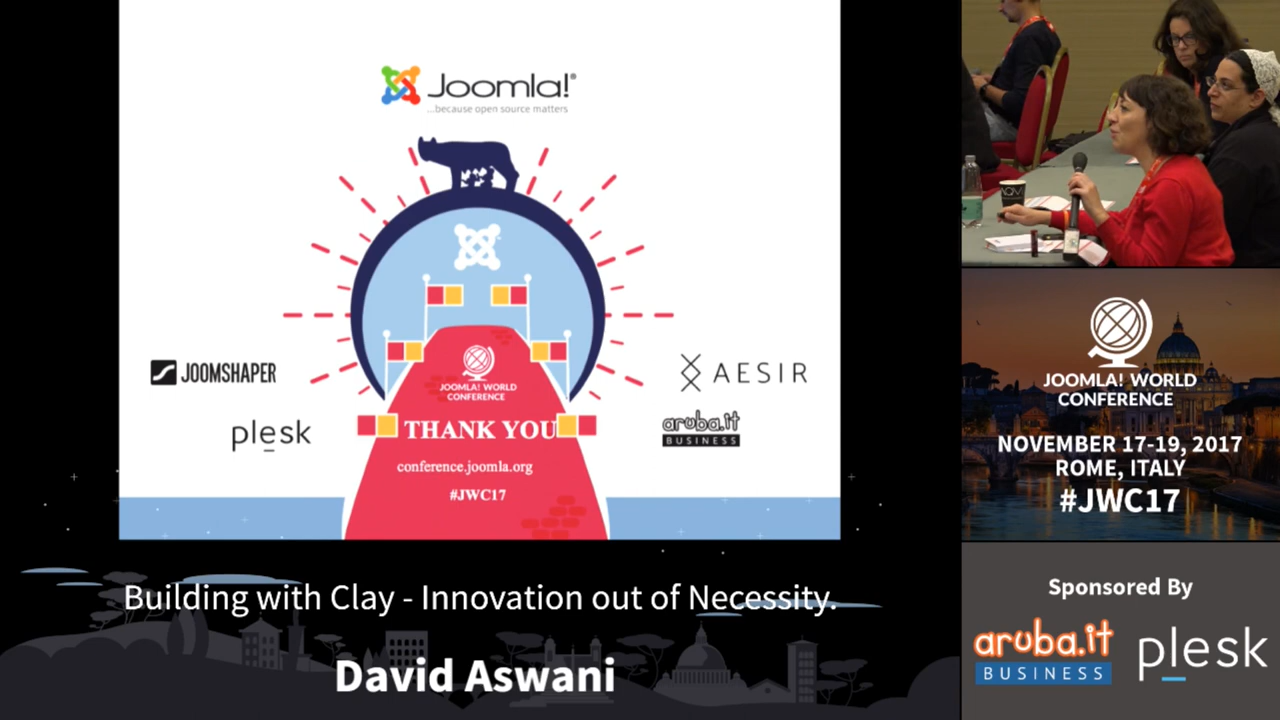 Joomla!®
...because open source matters
JOOMSHAPER
plesk
AESIR
aruba.it
BUSINESS
JOOMLA! WORLD
CONFERENCE
THANK YOU
conference.joomla.org
#JWC17
Building with Clay - Innovation out of Necessity.
David Aswani
JOOMLA! WORLD
CONFERENCE
NOVEMBER 17-19, 2017
ROME, ITALY
#JWC17
Sponsored By
aruba.it
BUSINESS
plesk